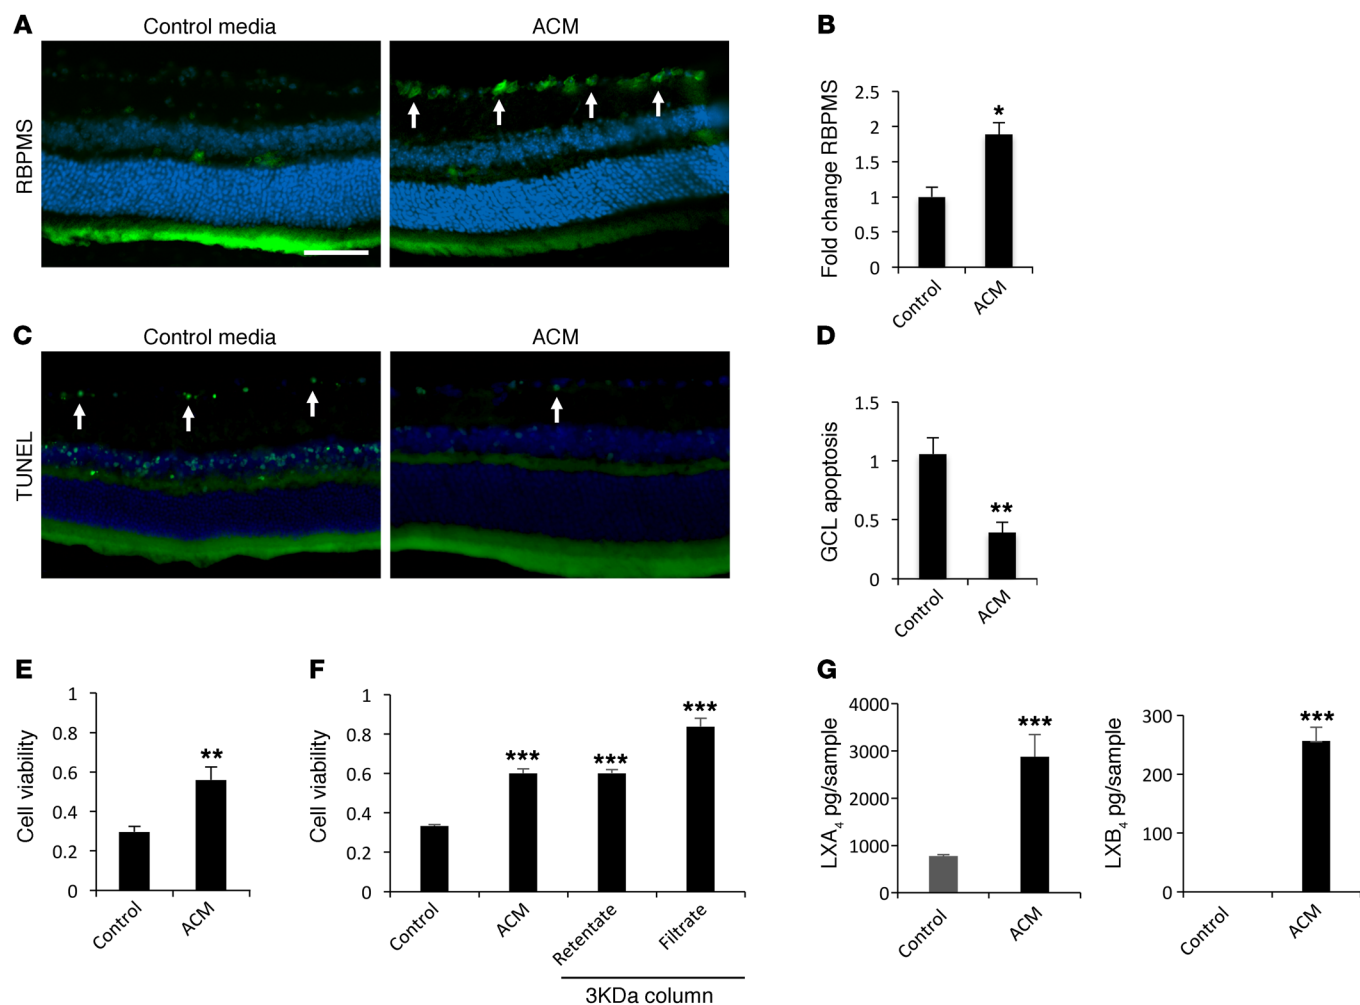 A
Control media
ACM
RBPMS
B
Fold change RBPMS
2.5
2
1.5
1
0.5
0
*
Control
ACM
C
Control media
ACM
TUNEL
D
GCL apoptosis
1.5
1
0.5
0
**
Control
ACM
E
Cell viability
1
0.8
0.6
0.4
0.2
0
**
Control
ACM
F
Cell viability
1
0.8
0.6
0.4
0.2
0
***
***
***
Control
ACM
Retentate
Filtrate
3KDa column
G
LXA4 pg/sample
4000
3000
2000
1000
0
***
Control
ACM
LXB4 pg/sample
300
200
100
0
***
Control
ACM